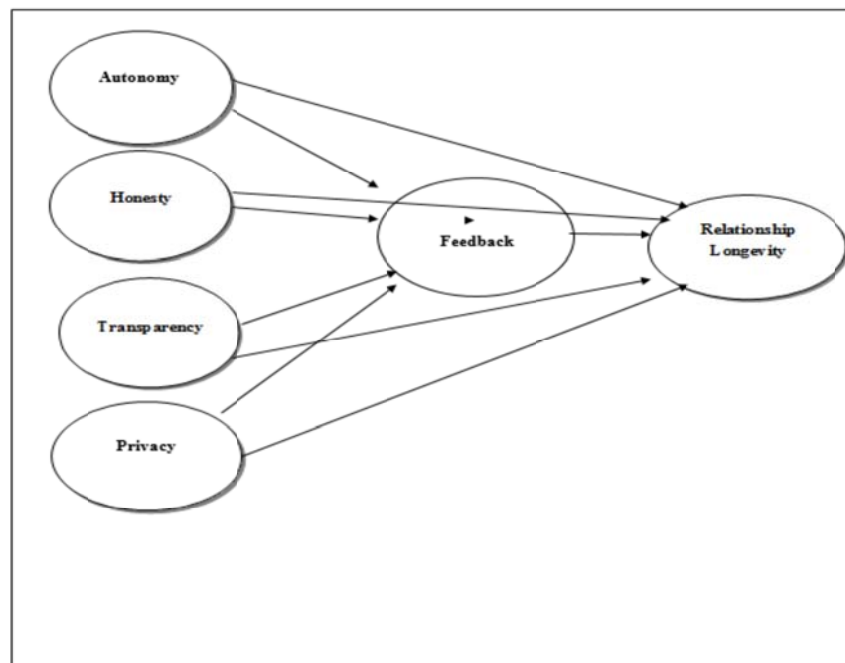 Autonomy
Honesty
Feedback
Relationship
Longevity
Transparency
Privacy